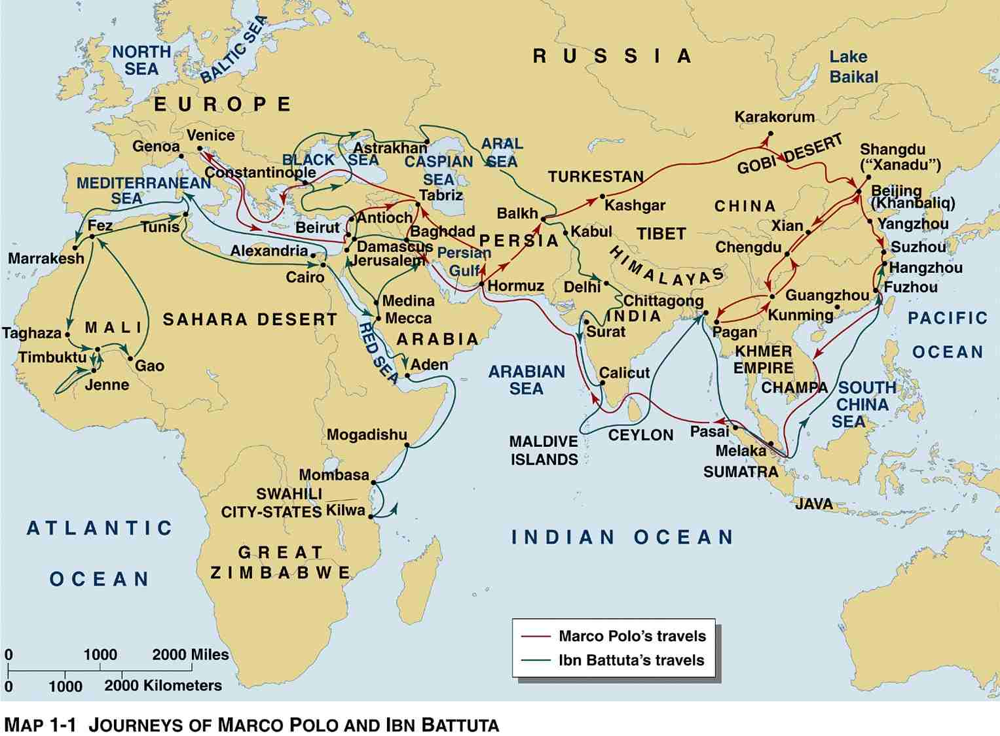 NORTH
SEA
BALTIC SEA
RUSSIA
Lake
Baikal
EUROPE
Karakorum
Venice
Genoa
Astrakhan
ARAL
SEA
GOBI DESERT
Shangdu
(“Xanadu”)
BLACK SEA
CASPIAN
SEA
Constantinople
MEDITERRANEAN
SEA
TURKESTAN
Tabriz
Beijing
(Khanbaliq)
Kashgar
CHINA
Balkh
Antioch
Fez
Tunis
Beirut
Baghdad
PERSIA
Kabul
TIBET
Xian
Yangzhou
Marrakesh
Alexandria
Damascus
Jerusalem
Persian
Gulf
HIMALAYAS
Chengdu
Suzhou
Hangzhou
Cairo
Hormuz
Delhi
Guangzhou
Fuzhou
Medina
Mecca
Chittagong
INDIA
Kunming
SAHARA DESERT
MALI
Taghaza
RED SEA
ARABIA
Surat
Pagan
PACIFIC
OCEAN
Timbuktu
Gao
Jenne
Aden
KHMER
EMPIRE
ARABIAN
SEA
Calicut
CHAMPA
SOUTH
CHINA
SEA
Mogadishu
MALDIVE
ISLANDS
CEYLON
Pasai
Melaka
SUMATRA
Mombasa
SWAHILI
CITY-STATES
Kilwa
JAVA
ATLANTIC
OCEAN
INDIAN OCEAN
GREAT
ZIMBABWE
Marco Polo’s travels
Ibn Battuta’s travels
0 1000 2000 Miles
0 1000 2000 Kilometers
MAP 1-1 JOURNEYS OF MARCO POLO AND IBN BATTUTA